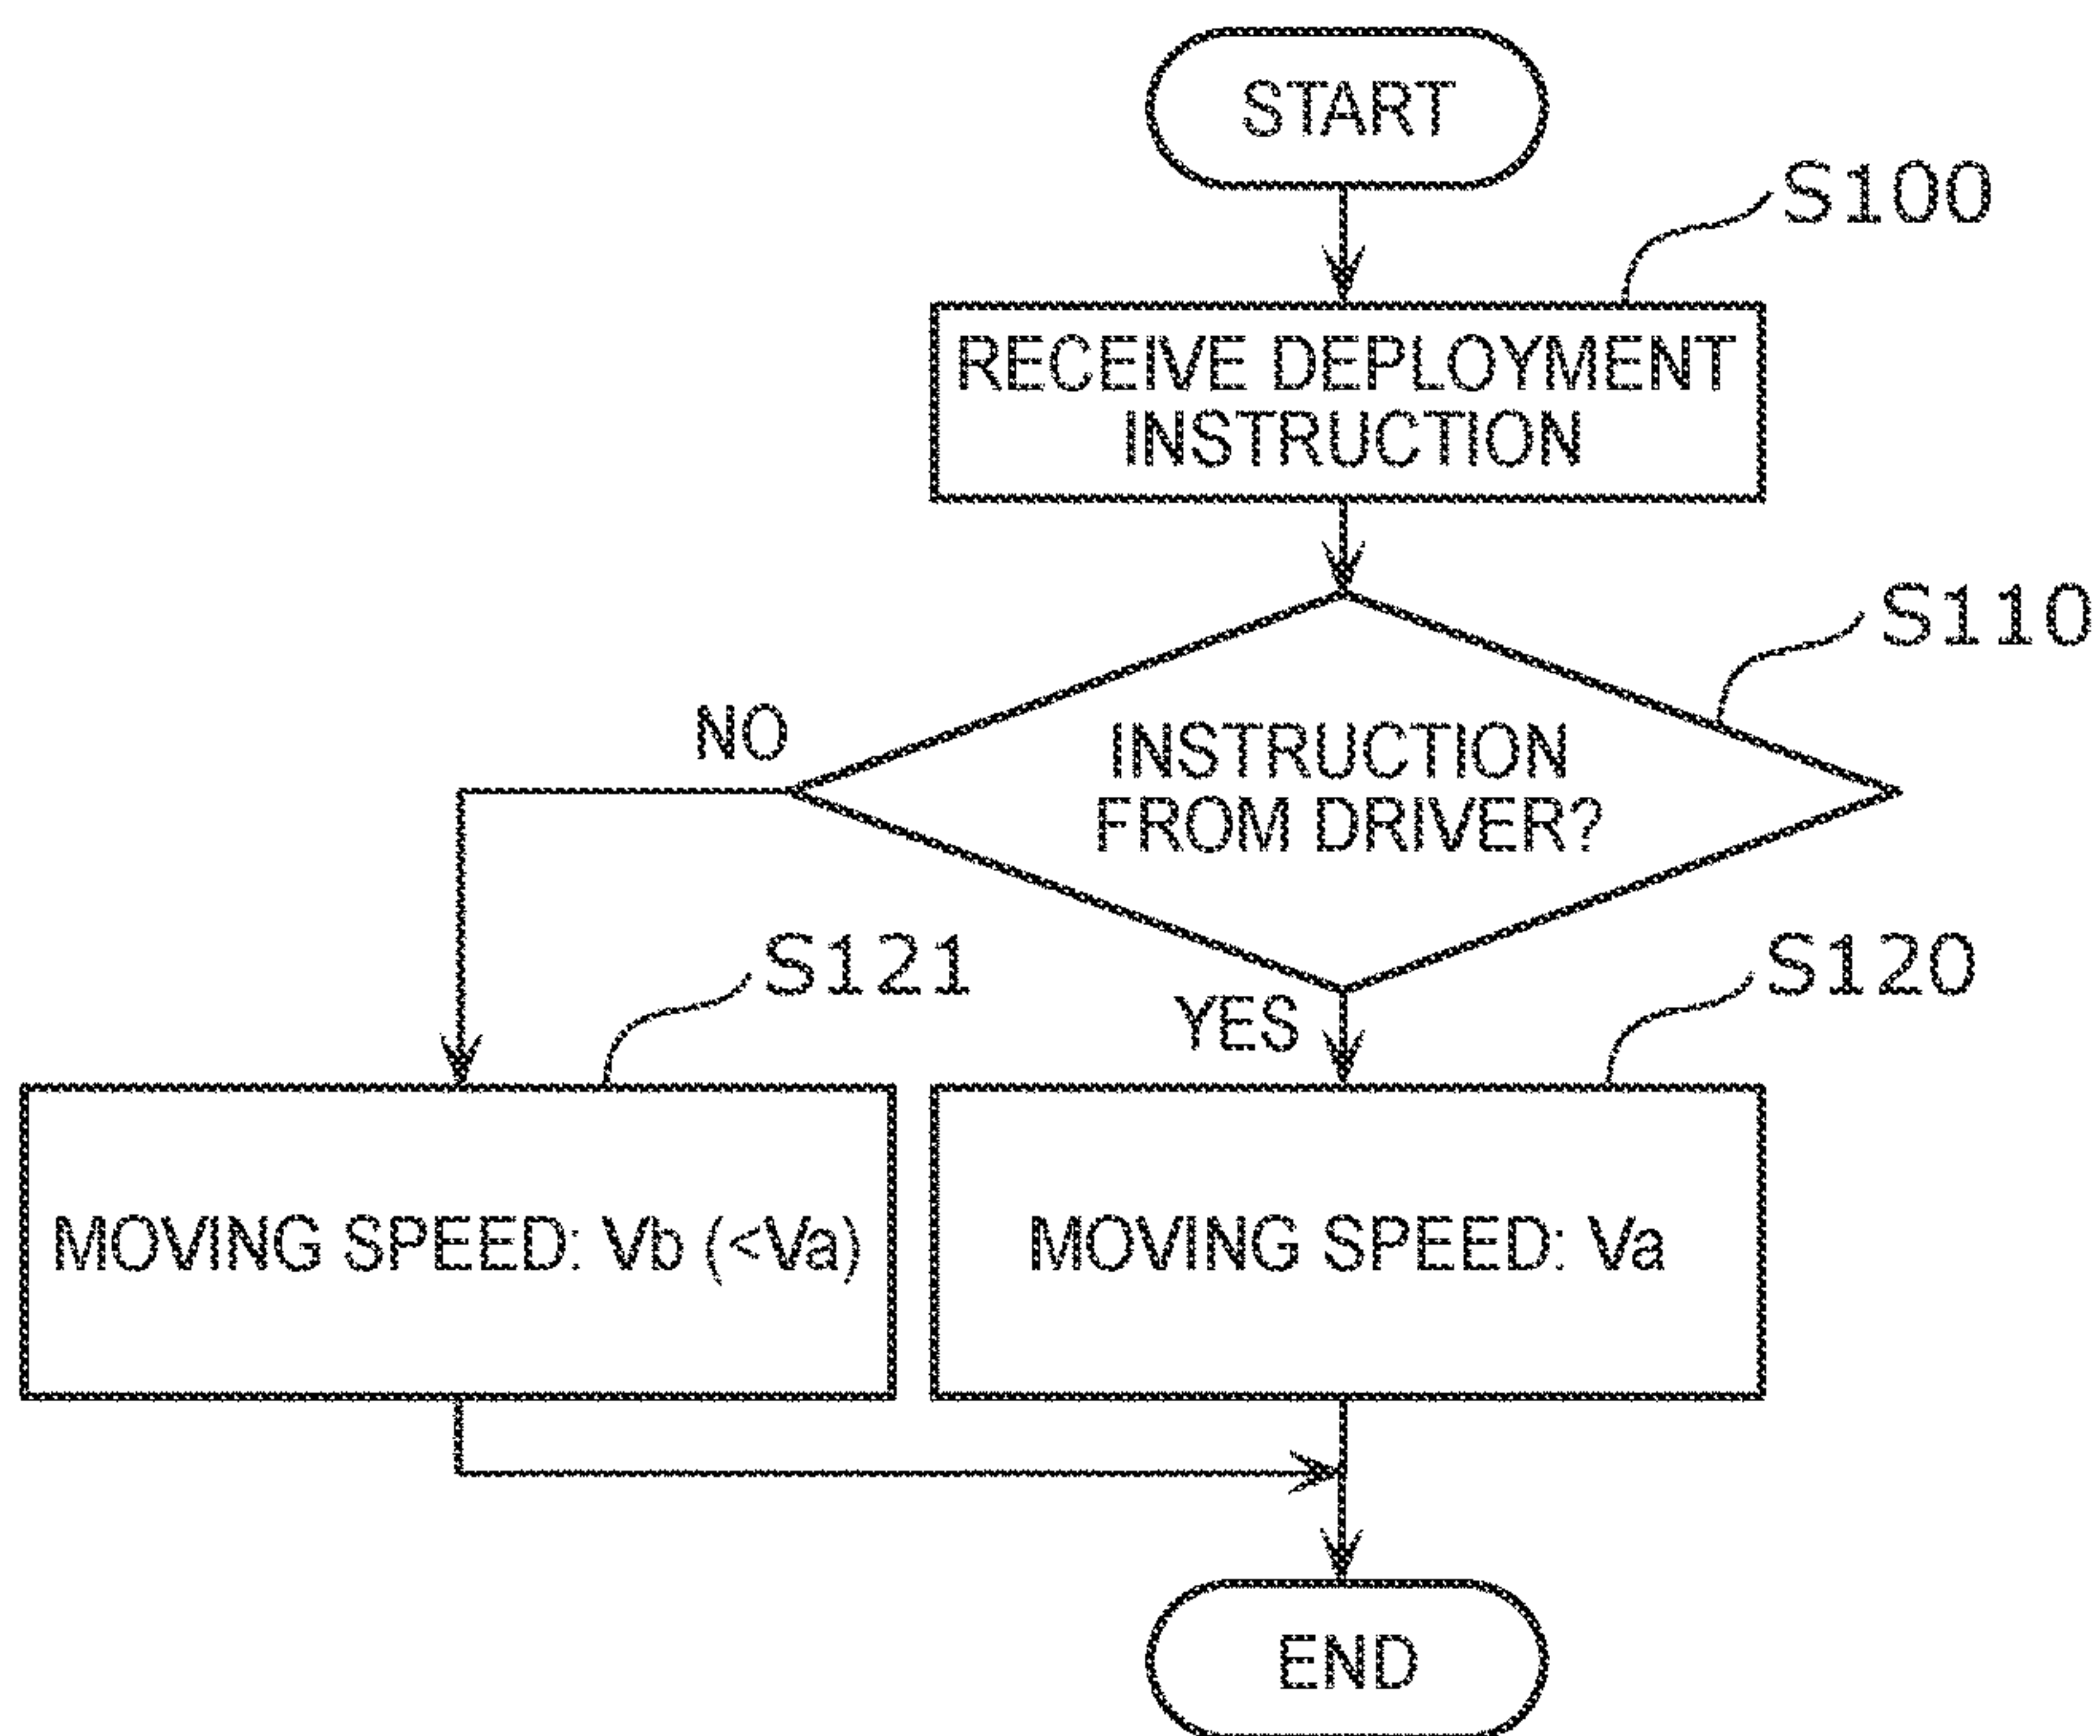 START
S100
RECEIVE DEPLOYMENT
INSTRUCTION
S110
NO
INSTRUCTION
FROM DRIVER?
S121
YES
S120
MOVING SPEED: Vb (<Va)
MOVING SPEED: Va
END